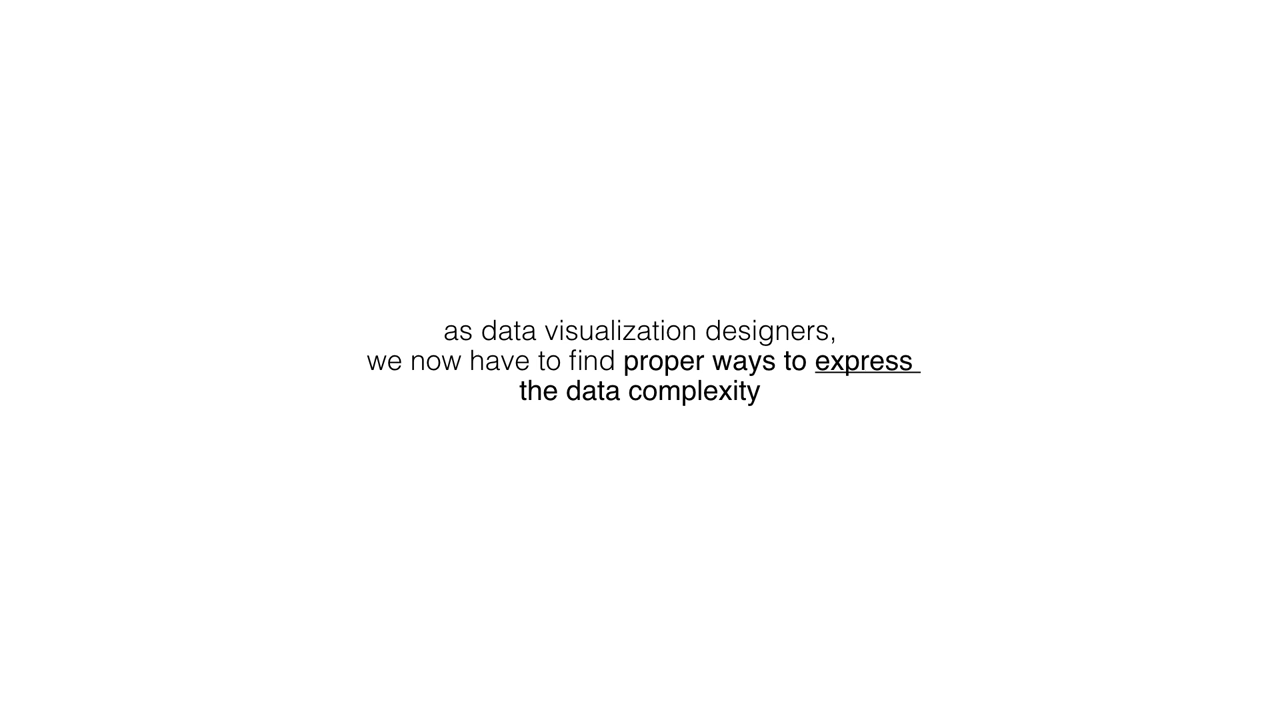 as data visualization designers,
we now have to find proper ways to express
the data complexity